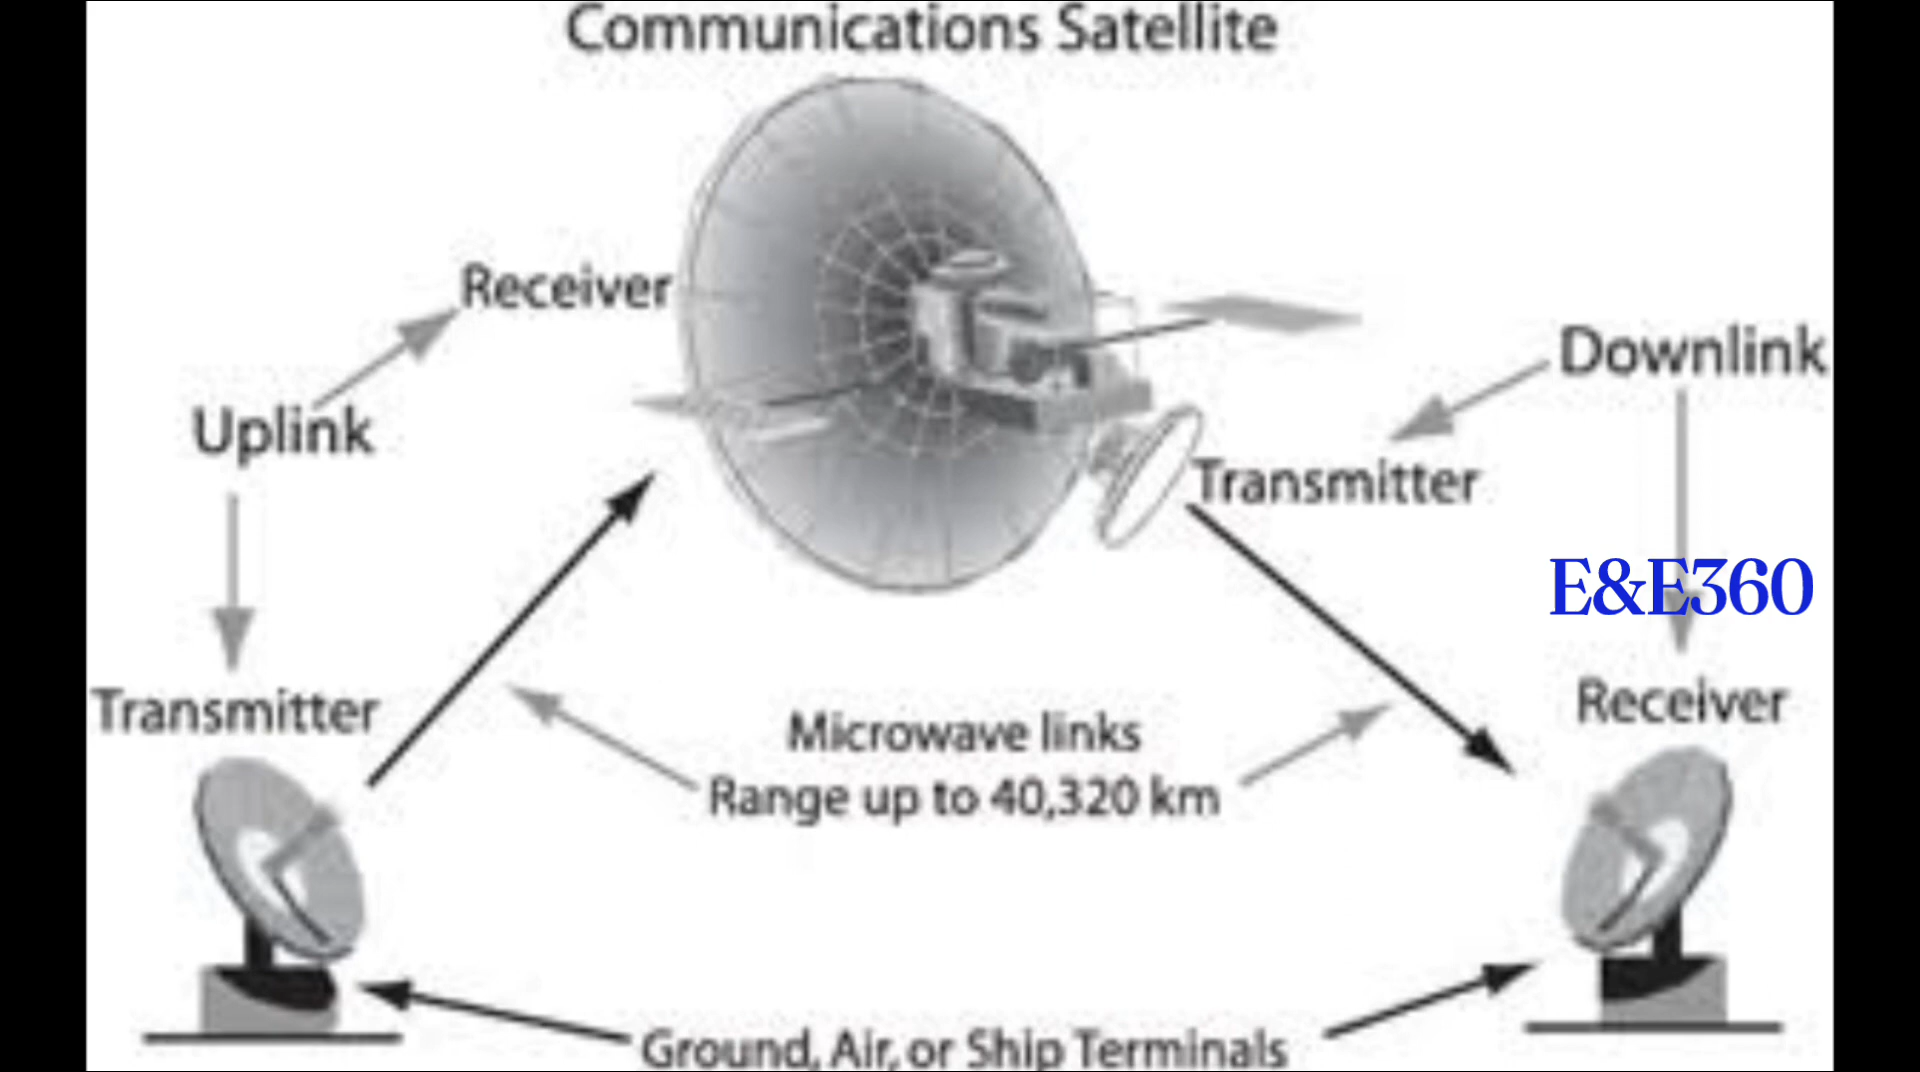 Communications Satellite
Receiver
Uplink
Downlink
Transmitter
E&E360
Transmitter
Receiver
Microwave links
Range up to 40,320 km
Ground, Air, or Ship Terminals